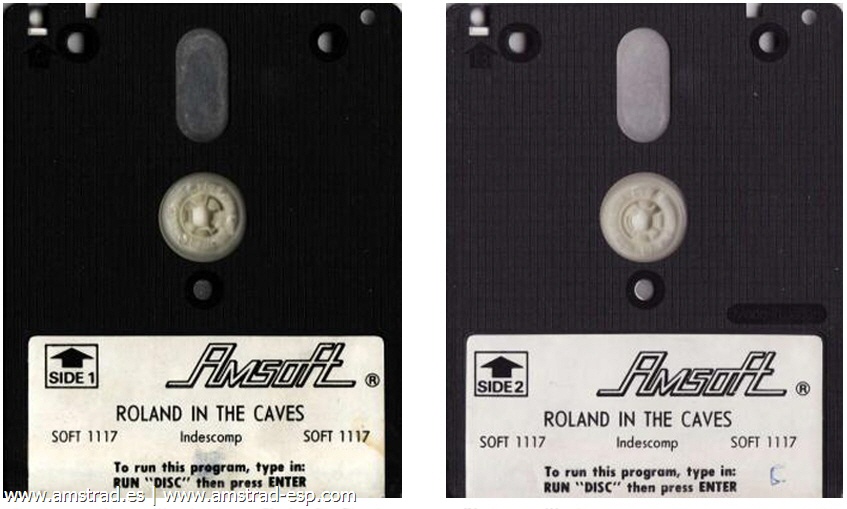 SIDE 1
Amsoft ®
ROLAND IN THE CAVES
SOFT 1117 Indescomp SOFT 1117
To run this program, type in:
RUN "DISC" then press ENTER
www.amstrad.es | www.amstrad-esp.com
SIDE 2
Amsoft ®
ROLAND IN THE CAVES
SOFT 1117 Indescomp SOFT 1117
To run this program, type in:
RUN "DISC" then press ENTER